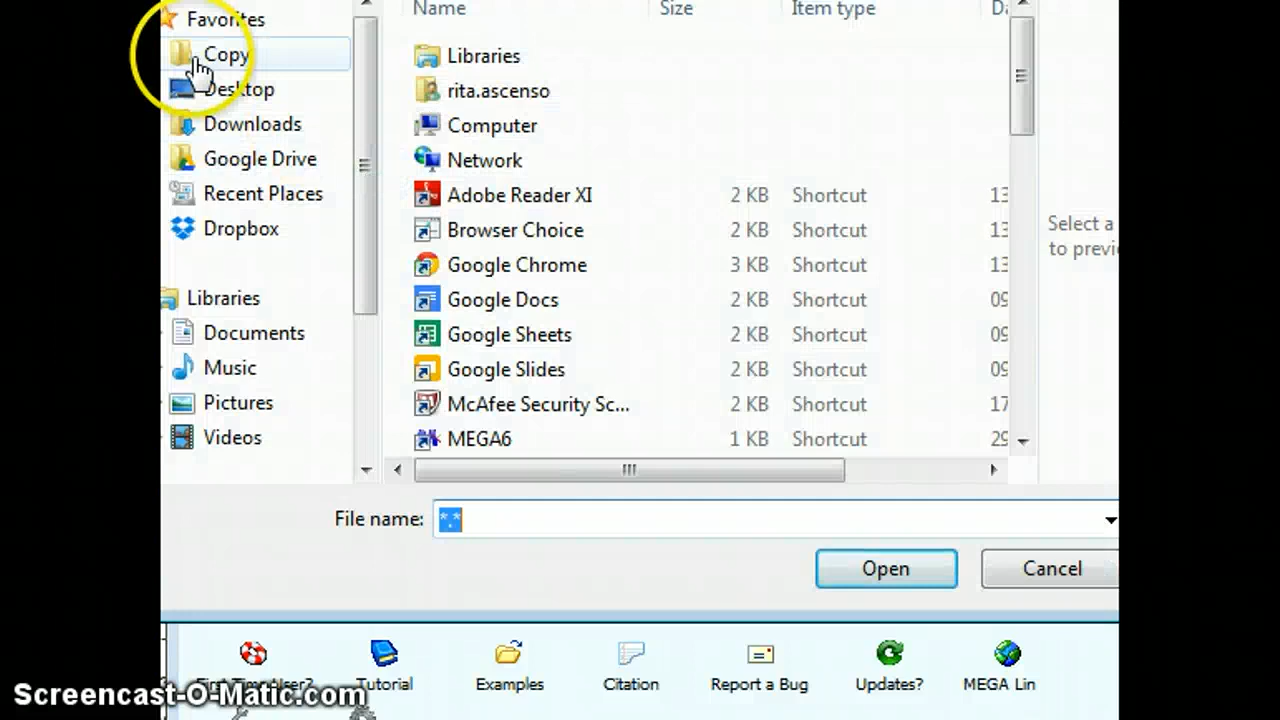 Name Size Item type
Favorites
Copy
Desktop
Downloads
Google Drive
Recent Places
Dropbox
Libraries
Documents
Music
Pictures
Videos
Libraries
rita.ascenso
Computer
Network
Adobe Reader XI 2 KB Shortcut 13
Browser Choice 2 KB Shortcut 13
Google Chrome 3 KB Shortcut 13
Google Docs 2 KB Shortcut 09
Google Sheets 2 KB Shortcut 09
Google Slides 2 KB Shortcut 09
McAfee Security Sc... 2 KB Shortcut 17
MEGA6 1 KB Shortcut 29
Select a
to previ
File name: *.*
Open Cancel
First Time User? Tutorial Examples Citation Report a Bug Updates? MEGA Lin
Screencast-O-Matic.com